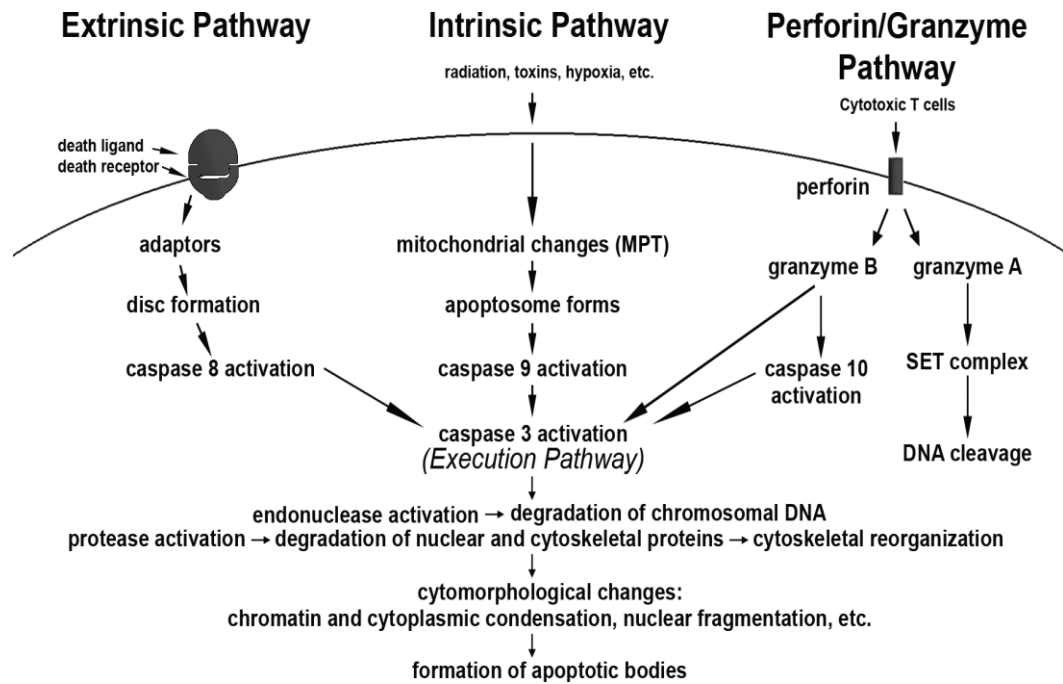 Extrinsic Pathway
Intrinsic Pathway
Perforin/Granzyme
Pathway
radiation, toxins, hypoxia, etc.
Cytotoxic T cells
death ligand
death receptor
perforin
adaptors
mitochondrial changes (MPT)
granzyme B
granzyme A
disc formation
apoptosome forms
caspase 8 activation
caspase 9 activation
caspase 10
activation
SET complex
caspase 3 activation
(Execution Pathway)
DNA cleavage
endonuclease activation → degradation of chromosomal DNA
protease activation → degradation of nuclear and cytoskeletal proteins → cytoskeletal reorganization
cytomorphological changes:
chromatin and cytoplasmic condensation, nuclear fragmentation, etc.
formation of apoptotic bodies